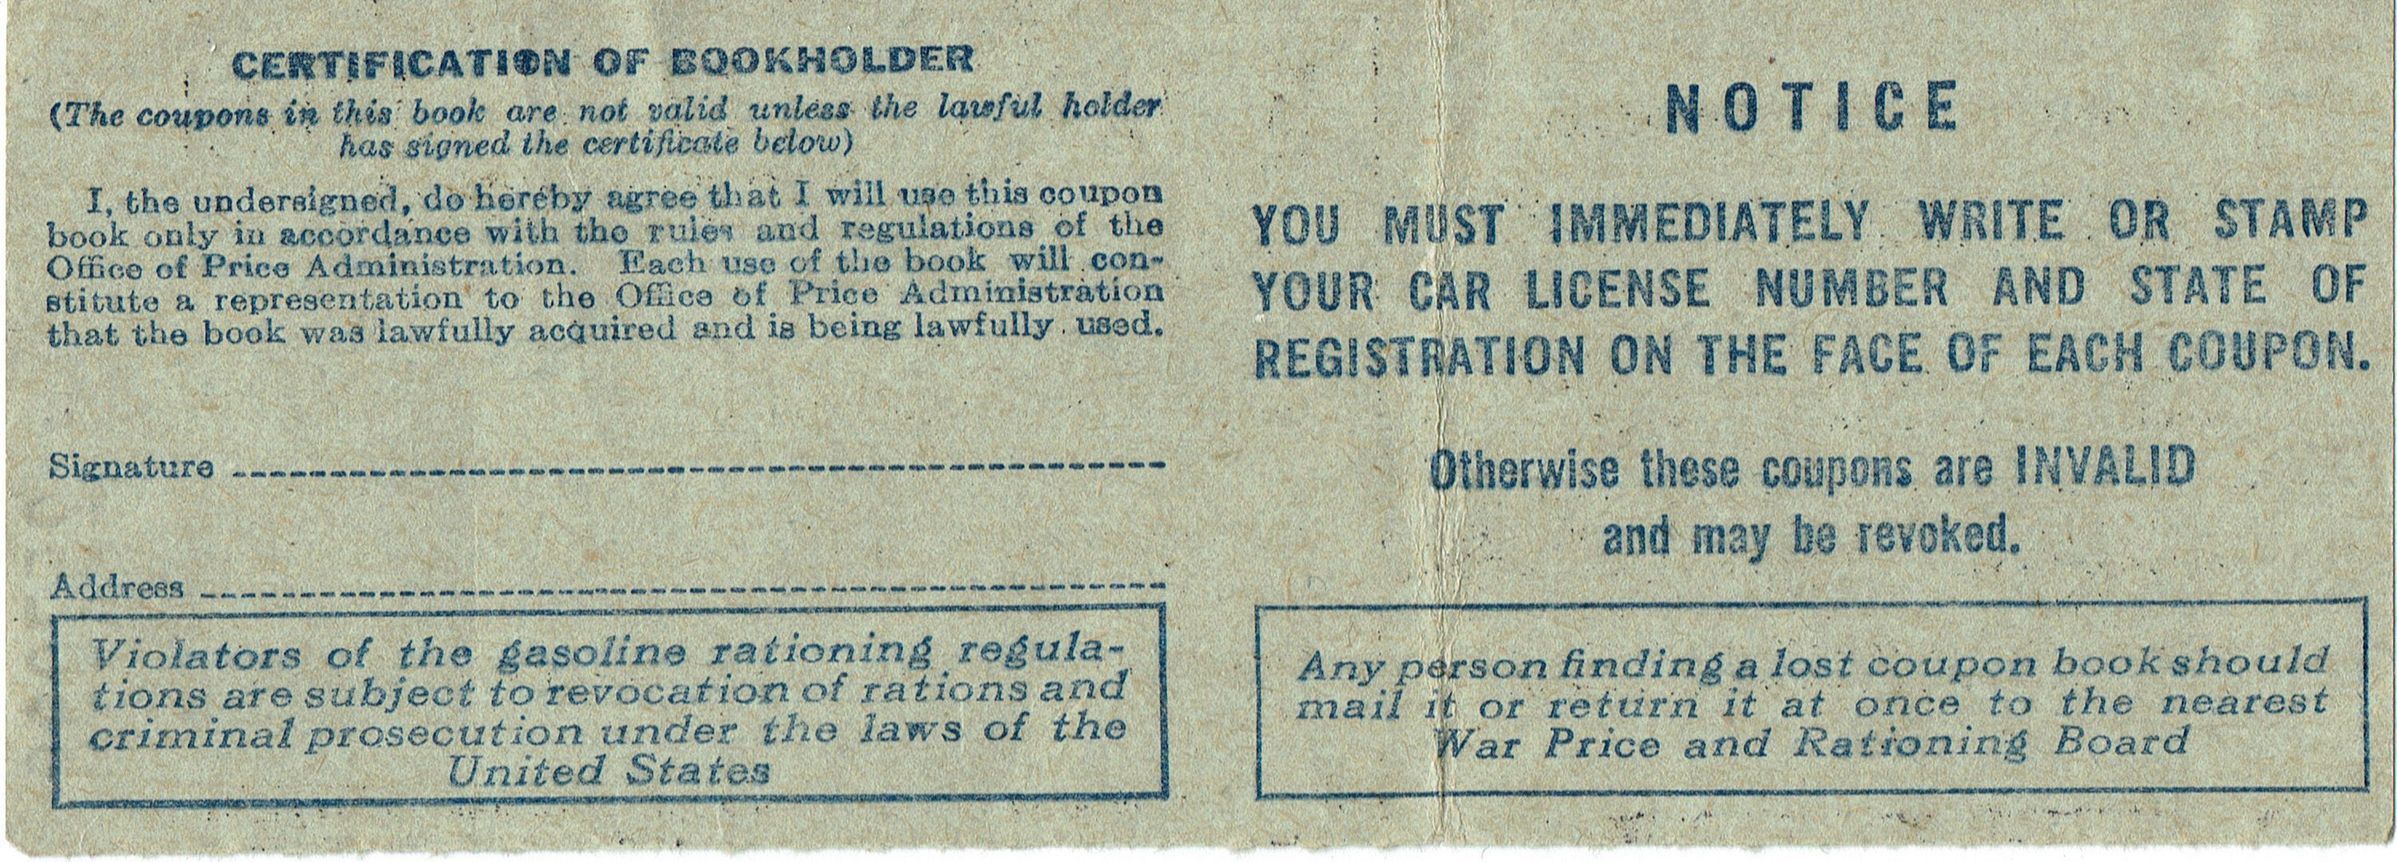 CERTIFICATION OF BOOKHOLDER
(The coupons in this book are not valid unless the lawful holder
has signed the certificate below)
I, the undersigned, do hereby agree that I will use this coupon
book only in accordance with the rules and regulations of the
Office of Price Administration. Each use of the book will con-
stitute a representation to the Office of Price Administration
that the book was lawfully acquired and is being lawfully used.
Signature
Address
Violators of the gasoline rationing regula-
tions are subject to revocation of rations and
criminal prosecution under the laws of the
United States
NOTICE
YOU MUST IMMEDIATELY WRITE OR STAMP
YOUR CAR LICENSE NUMBER AND STATE OF
REGISTRATION ON THE FACE OF EACH COUPON.
Otherwise these coupons are INVALID
and may be revoked.
Any person finding a lost coupon book should
mail it or return it at once to the nearest
War Price and Rationing Board